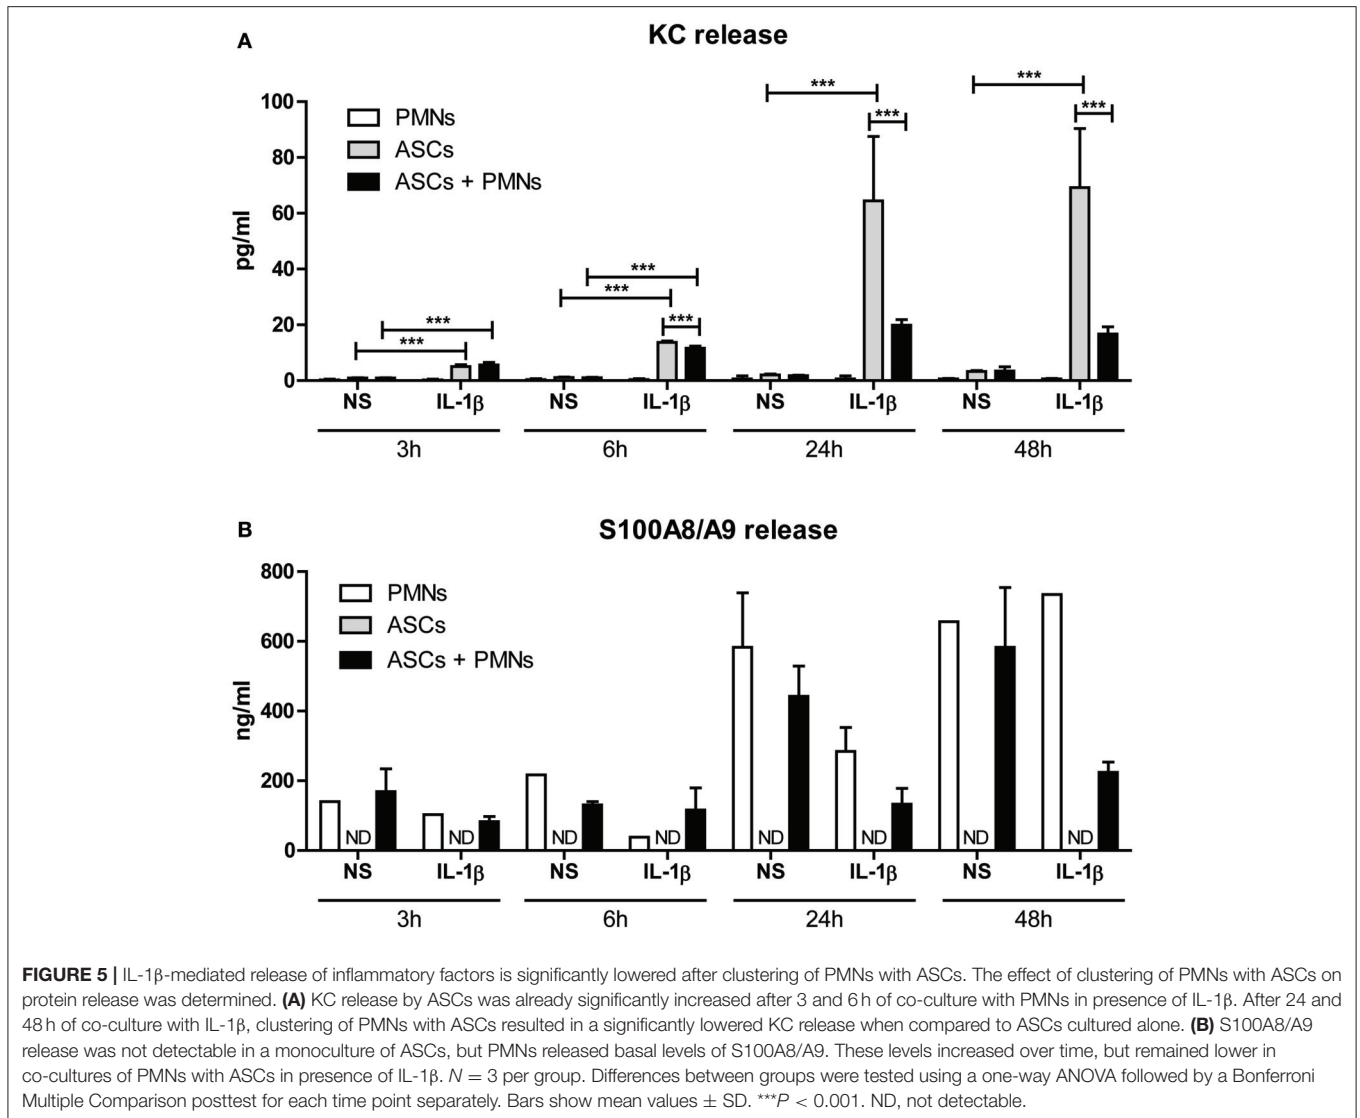 A
KC release
100
80
60
40
20
0
pg/ml
PMNs
ASCs
ASCs + PMNs
*** ***
*** ***
***
***
***
***
***
NS IL-1β NS IL-1β NS IL-1β NS IL-1β
3h 6h 24h 48h
B
S100A8/A9 release
800
600
400
200
0
ng/ml
PMNs
ASCs
ASCs + PMNs
ND ND ND ND ND ND ND ND
NS IL-1β NS IL-1β NS IL-1β NS IL-1β
3h 6h 24h 48h
FIGURE 5 | IL-1β-mediated release of inflammatory factors is significantly lowered after clustering of PMNs with ASCs. The effect of clustering of PMNs with ASCs on
protein release was determined. (A) KC release by ASCs was already significantly increased after 3 and 6 h of co-culture with PMNs in presence of IL-1β. After 24 and
48 h of co-culture with IL-1β, clustering of PMNs with ASCs resulted in a significantly lowered KC release when compared to ASCs cultured alone. (B) S100A8/A9
release was not detectable in a monoculture of ASCs, but PMNs released basal levels of S100A8/A9. These levels increased over time, but remained lower in
co-cultures of PMNs with ASCs in presence of IL-1β. N = 3 per group. Differences between groups were tested using a one-way ANOVA followed by a Bonferroni
Multiple Comparison posttest for each time point separately. Bars show mean values ± SD. ***P < 0.001. ND, not detectable.